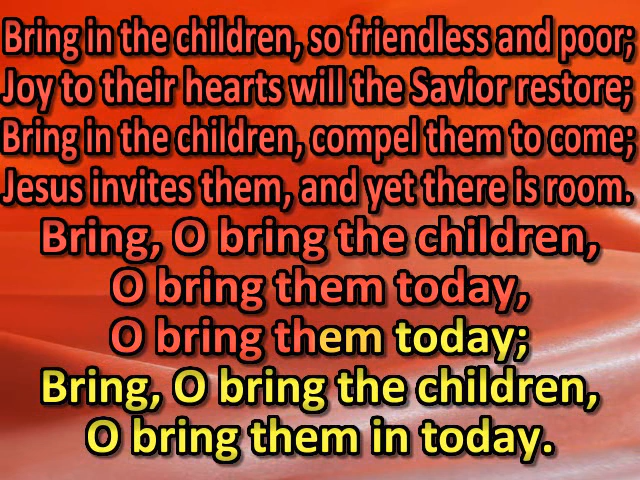 Bring in the children, so friendless and poor;
Joy to their hearts will the Savior restore;
Bring in the children, compel them to come;
Jesus invites them, and yet there is room.
Bring, O bring the children,
O bring them today,
O bring them today;
Bring, O bring the children,
O bring them in today.